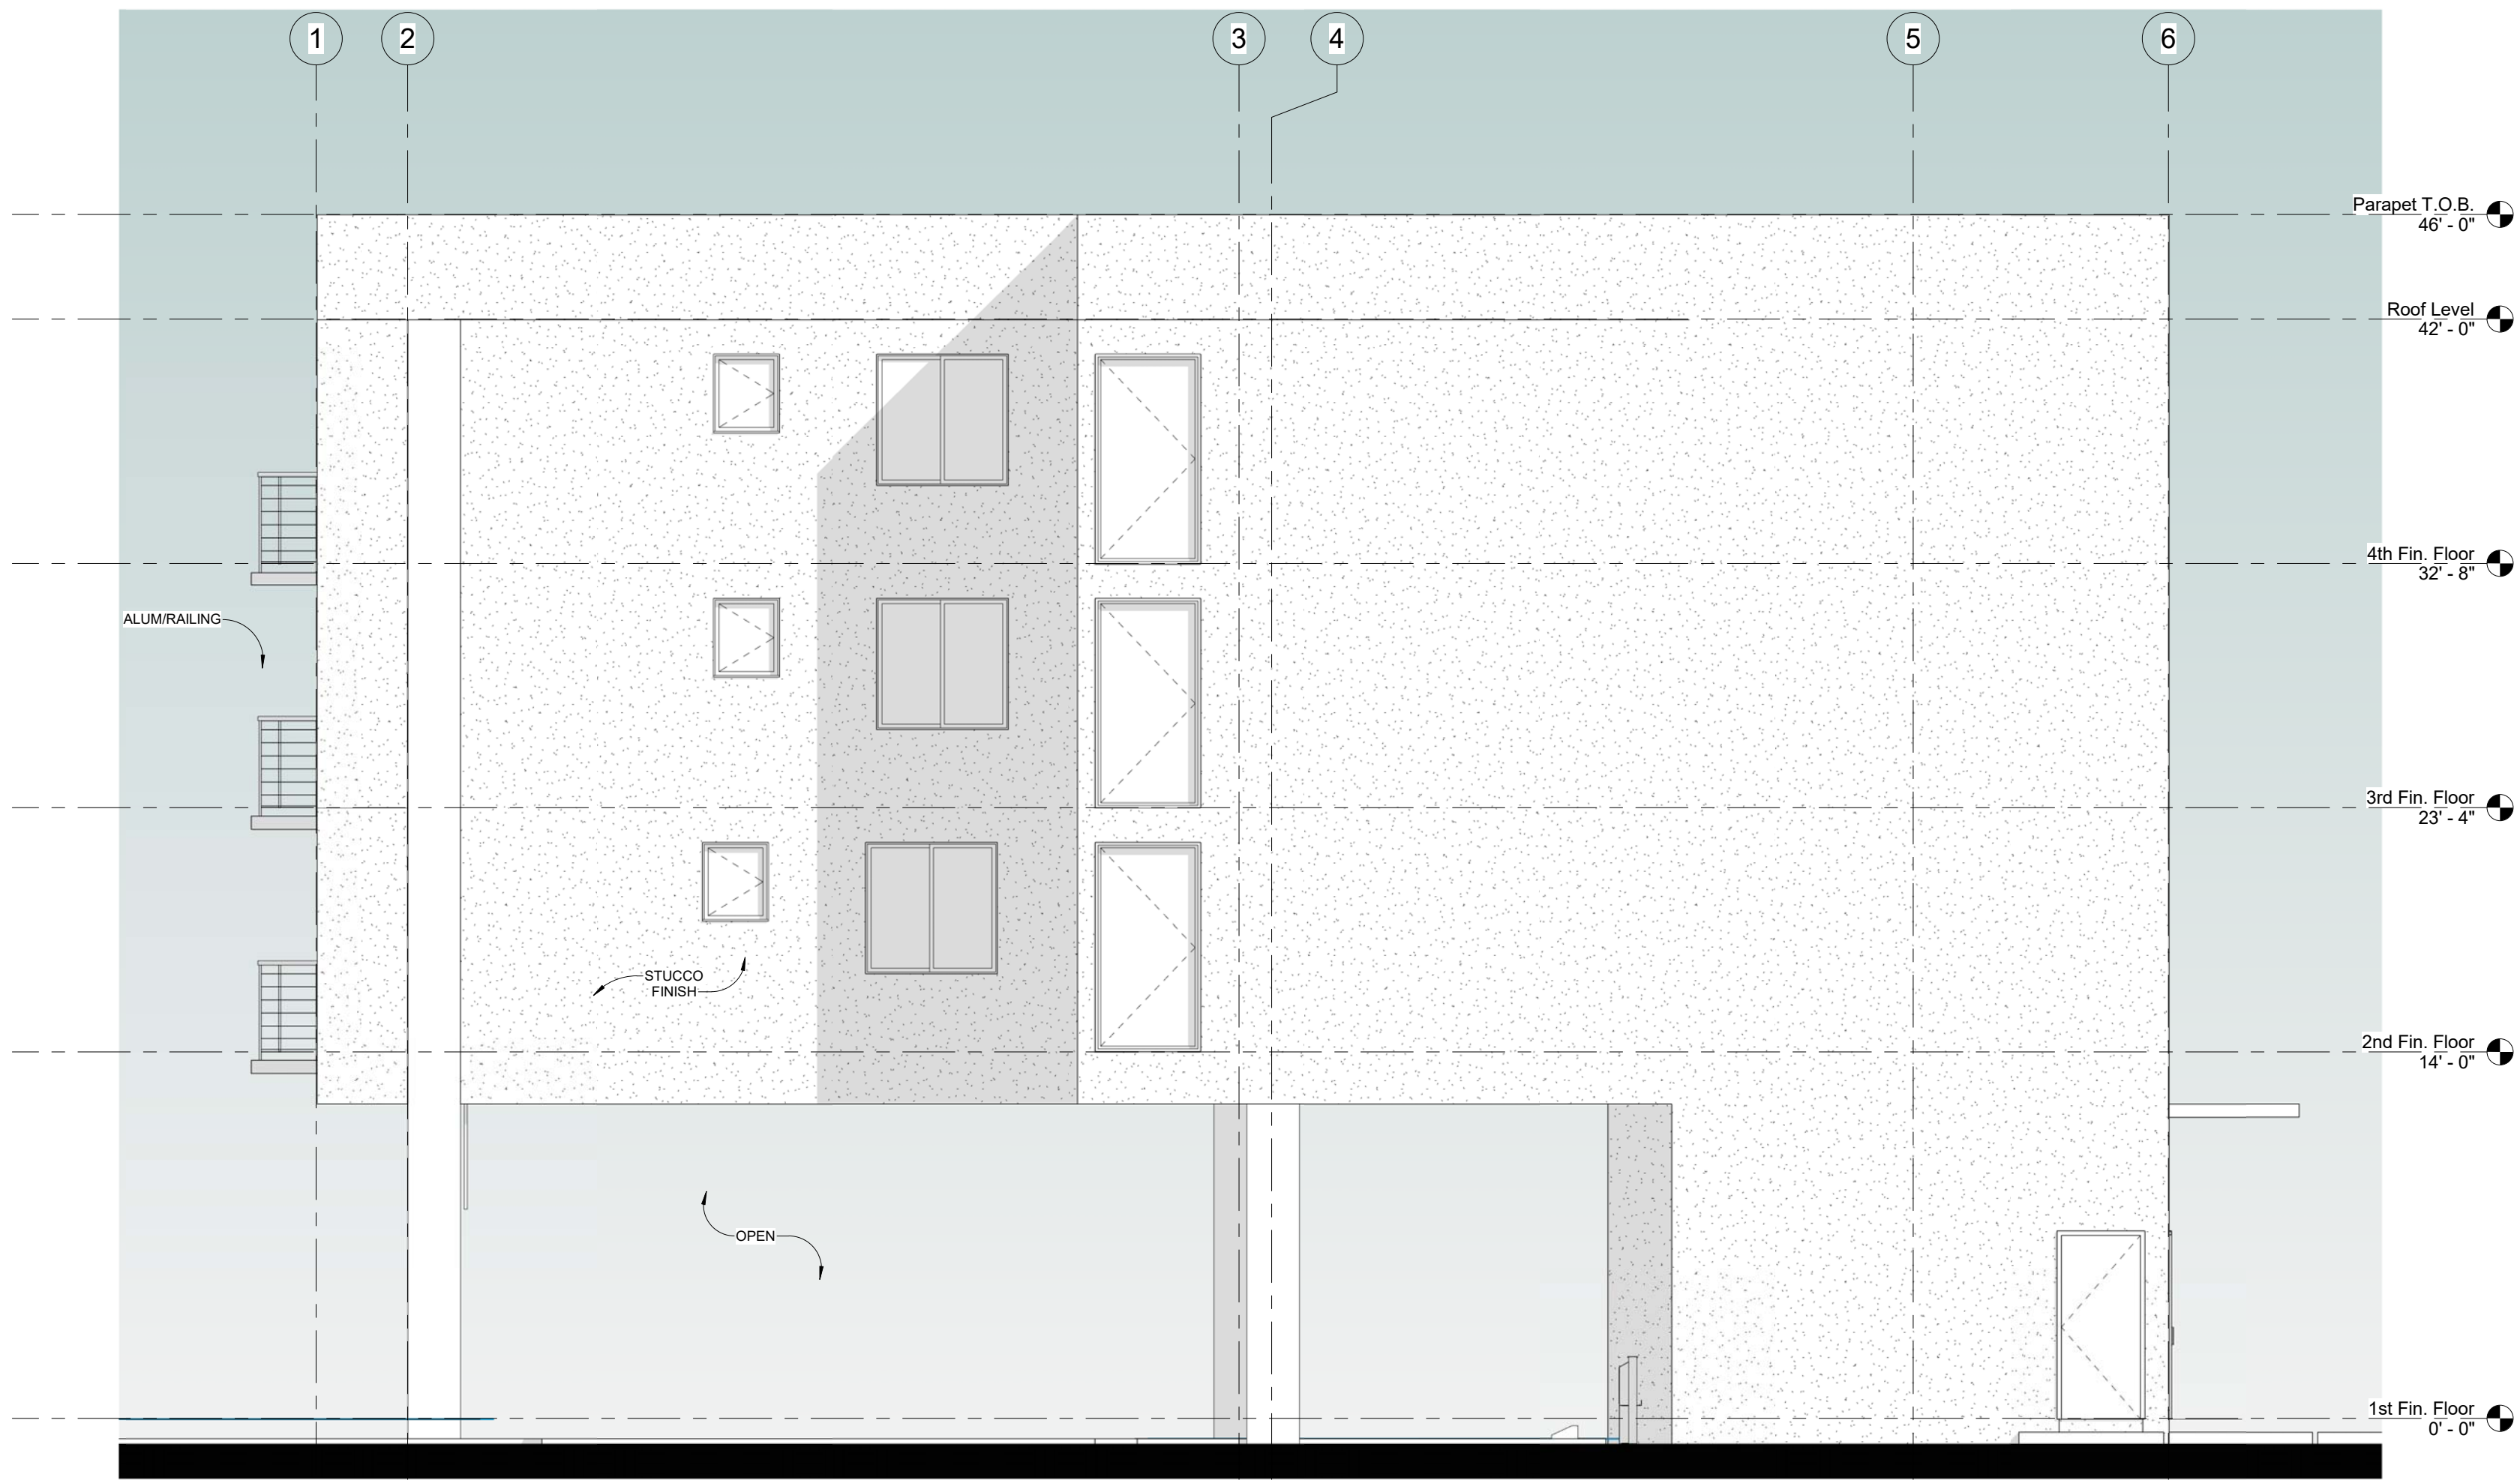 1
2
3
4
5
6
Parapet T.O.B.
46' - 0"
Roof Level
42' - 0"
4th Fin. Floor
32' - 8"
ALUM/RAILING
3rd Fin. Floor
23' - 4"
STUCCO
FINISH
2nd Fin. Floor
14' - 0"
OPEN
1st Fin. Floor
0' - 0"